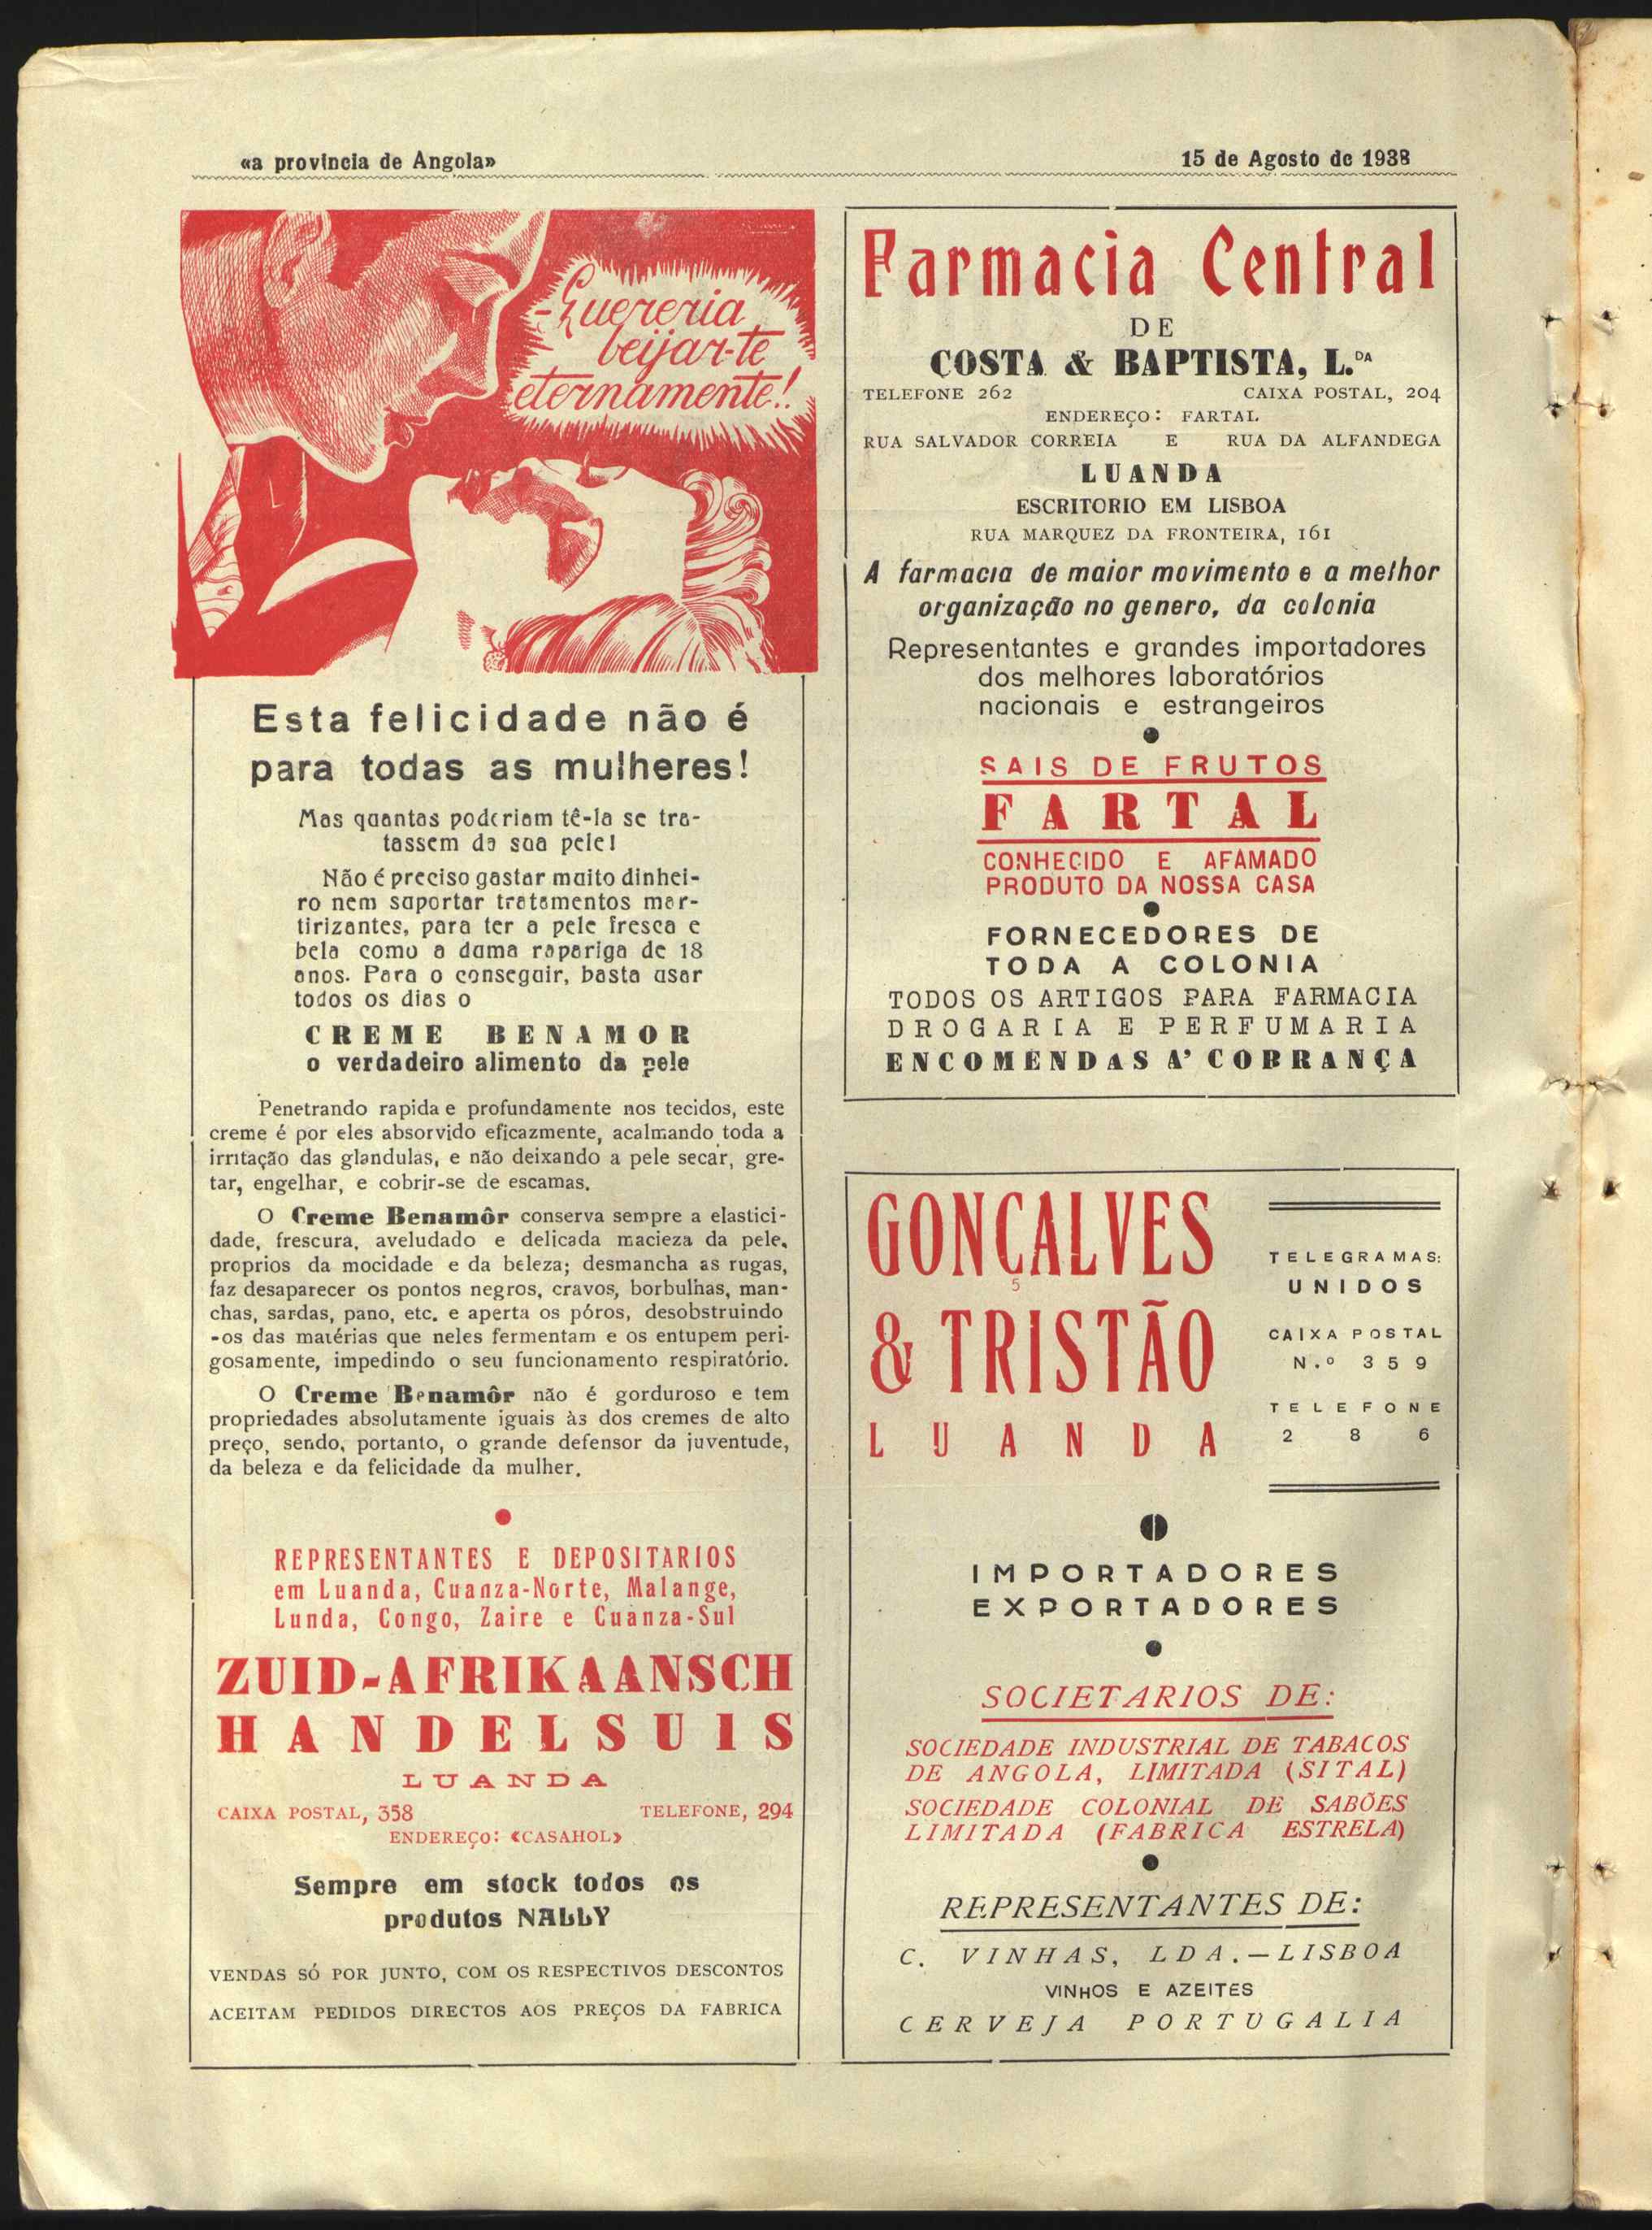 «a provincia de Angola»
15 de Agosto de 1938
- Quereria
beijar-te
eternamente!..
Esta felicidade não é
para todas as mulheres!
Mas quantas poderiam tê-la se tra-
tassem da sua pele!
Não é preciso gastar muito dinhei-
ro nem suportar tratamentos mar-
tirizantes, para ter a pele fresca e
bela como a duma rapariga de 18
anos. Para o conseguir, basta usar
todos os dias o
CREME BENAMOR
o verdadeiro alimento da pele
Penetrando rapida e profundamente nos tecidos, este
creme é por eles absorvido eficazmente, acalmando toda a
irritação das glandulas, e não deixando a pele secar, gre-
tar, engelhar, e cobrir-se de escamas.
O Creme Benamôr conserva sempre a elastici-
dade, frescura, aveludado e delicada macieza da pele,
proprios da mocidade e da beleza; desmancha as rugas,
faz desaparecer os pontos negros, cravos, borbulhas, man-
chas, sardas, pano, etc. e aperta os póros, desobstruindo
-os das matérias que neles fermentam e os entupem peri-
gosamente, impedindo o seu funcionamento respiratório.
O Creme Benamôr não é gorduroso e tem
propriedades absolutamente iguais às dos cremes de alto
preço, sendo, portanto, o grande defensor da juventude,
da beleza e da felicidade da mulher.
REPRESENTANTES E DEPOSITARIOS
em Luanda, Cuanza-Norte, Malange,
Lunda, Congo, Zaire e Cuanza-Sul
ZUID-AFRIKAANSCH
HANDELSUIS
LUANDA
CAIXA POSTAL, 358 TELEFONE, 294
ENDEREÇO: «CASAHOL»
Sempre em stock todos os
produtos NALLY
VENDAS SÓ POR JUNTO, COM OS RESPECTIVOS DESCONTOS
ACEITAM PEDIDOS DIRECTOS AOS PREÇOS DA FABRICA
Farmacia Central
DE
COSTA & BAPTISTA, L.DA
TELEFONE 262 CAIXA POSTAL, 204
ENDEREÇO: FARTAL
RUA SALVADOR CORREIA E RUA DA ALFANDEGA
LUANDA
ESCRITORIO EM LISBOA
RUA MARQUEZ DA FRONTEIRA, 161
A farmacia de maior movimento e a melhor
organização no genero, da colonia
Representantes e grandes importadores
dos melhores laboratórios
nacionais e estrangeiros
SAIS DE FRUTOS
FARTAL
CONHECIDO E AFAMADO
PRODUTO DA NOSSA CASA
FORNECEDORES DE
TODA A COLONIA
TODOS OS ARTIGOS PARA FARMACIA
DROGARIA E PERFUMARIA
ENCOMENDAS A' COBRANÇA
GONÇALVES
& TRISTÃO
LUANDA
TELEGRAMAS:
UNIDOS
CAIXA POSTAL
N.º 359
TELEFONE
286
IMPORTADORES
EXPORTADORES
SOCIETARIOS DE:
SOCIEDADE INDUSTRIAL DE TABACOS
DE ANGOLA, LIMITADA (SITAL)
SOCIEDADE COLONIAL DE SABÕES
LIMITADA (FABRICA ESTRELA)
REPRESENTANTES DE:
C. VINHAS, LDA.—LISBOA
VINHOS E AZEITES
CERVEJA PORTUGALIA